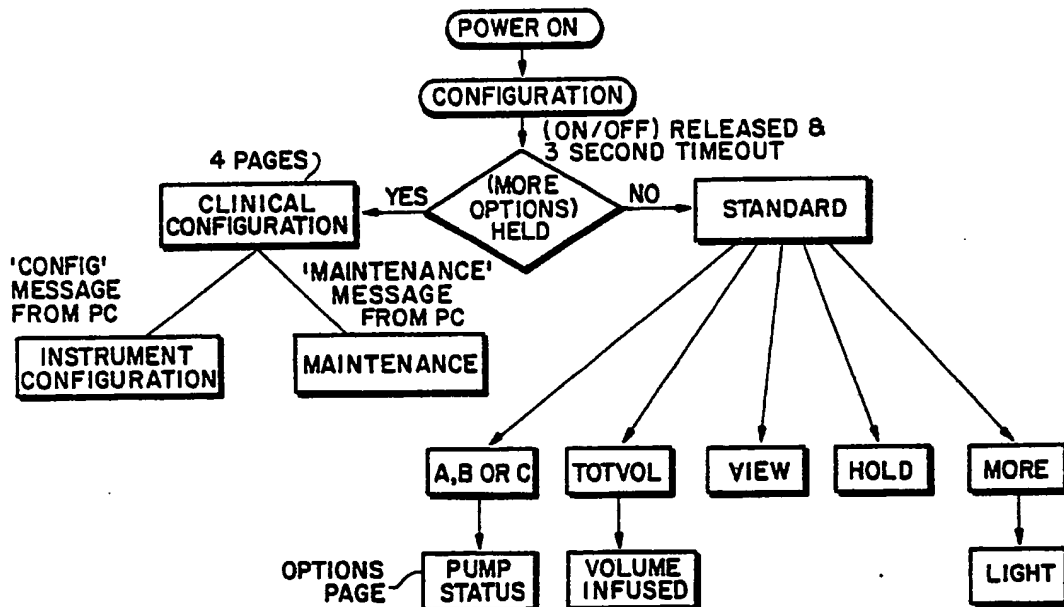 POWER ON
CONFIGURATION
(ON/OFF) RELEASED &
3 SECOND TIMEOUT
4 PAGES
CLINICAL
CONFIGURATION
YES
(MORE
OPTIONS)
HELD
NO
STANDARD
'CONFIG'
MESSAGE
FROM PC
'MAINTENANCE'
MESSAGE
FROM PC
INSTRUMENT
CONFIGURATION
MAINTENANCE
A,B OR C
TOTVOL
VIEW
HOLD
MORE
OPTIONS
PAGE
PUMP
STATUS
VOLUME
INFUSED
LIGHT